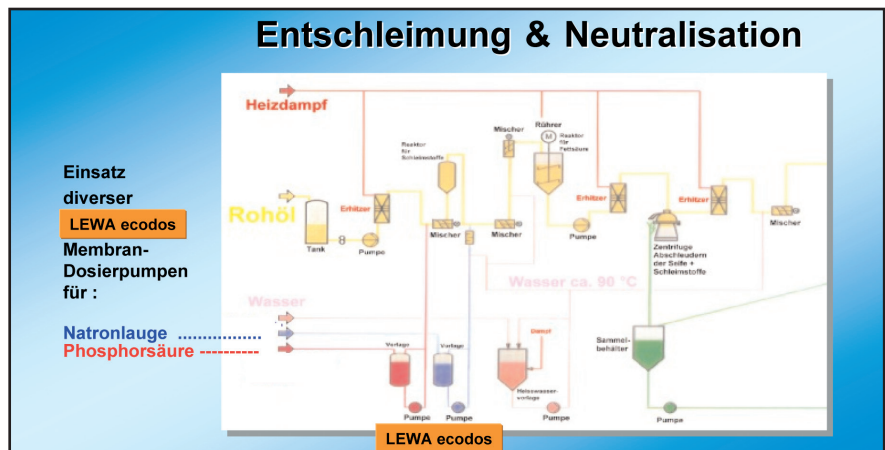 Entschleimung & Neutralisation
Einsatz
diverser
LEWA ecodos
Membran-
Dosierpumpen
für :
Natronlauge ..................
Phosphorsäure ----------
Heizdampf
Rohöl
Tank
Pumpe
Erhitzer
Reaktor
für
Schleimstoffe
Mischer
Mischer
Mischer
Rührer
M
Reaktor
für
Fettsäure
Pumpe
Erhitzer
Zentrifuge
Abschleudern
der Seife +
Schleimstoffe
Erhitzer
Mischer
Wasser ca. 90 °C
Wasser
Vorlage
Vorlage
Dampf
Heisswasser-
vorlage
Sammel-
behälter
Pumpe
Pumpe
Pumpe
Pumpe
LEWA ecodos